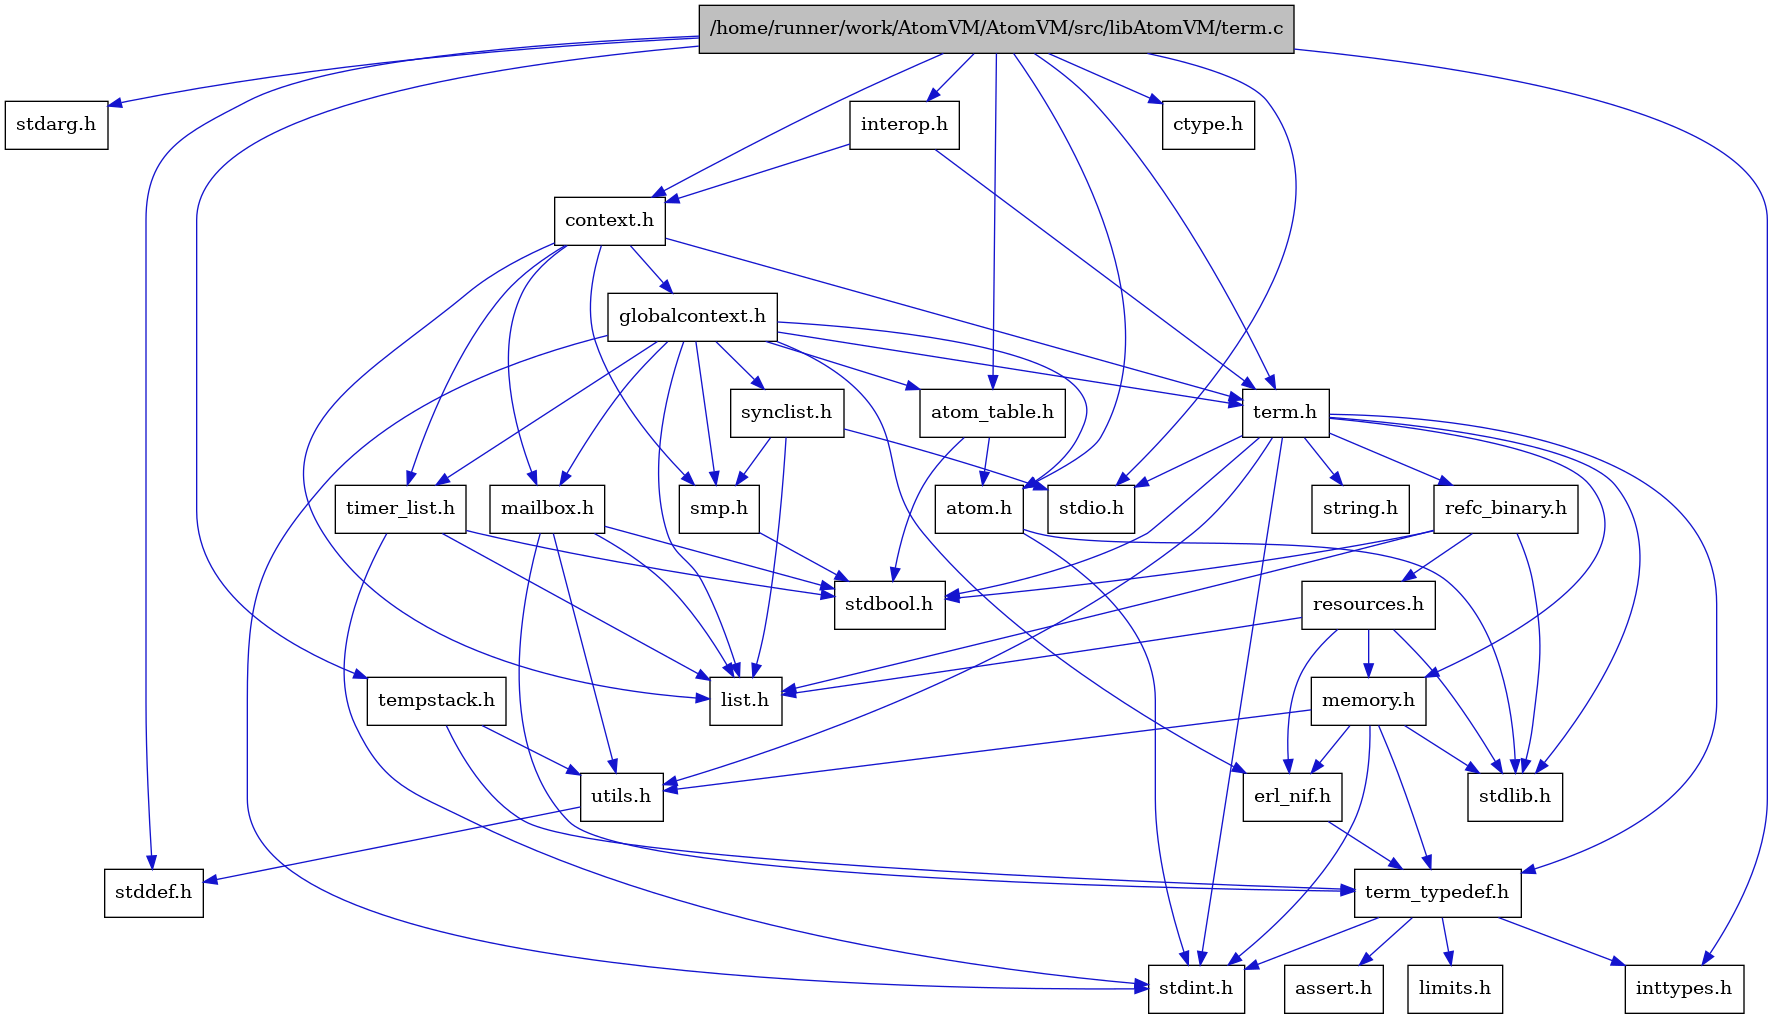 /home/runner/work/AtomVM/AtomVM/src/libAtomVM/term.c
stdarg.h
interop.h
ctype.h
context.h
globalcontext.h
synclist.h
atom_table.h
term.h
timer_list.h
mailbox.h
smp.h
atom.h
stdio.h
string.h
refc_binary.h
stdbool.h
resources.h
tempstack.h
list.h
memory.h
utils.h
erl_nif.h
stdlib.h
stddef.h
term_typedef.h
stdint.h
assert.h
limits.h
inttypes.h